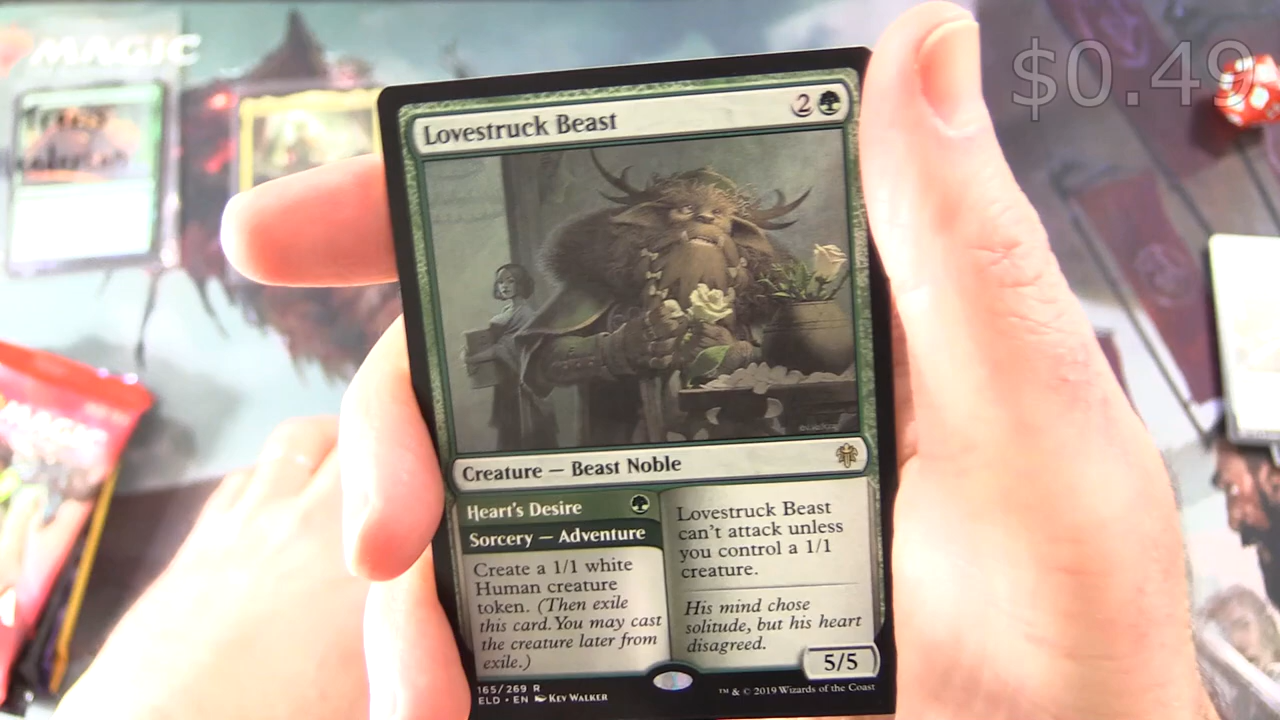 MAGIC
$0.49
Lovestruck Beast
2
Creature — Beast Noble
Heart's Desire
Sorcery — Adventure
Create a 1/1 white
Human creature
token. (Then exile
this card. You may cast
the creature later from
exile.)
Lovestruck Beast
can't attack unless
you control a 1/1
creature.
His mind chose
solitude, but his heart
disagreed.
5/5
165/269 R
ELD • EN KEV WALKER
™ & © 2019 Wizards of the Coast
MAGIC